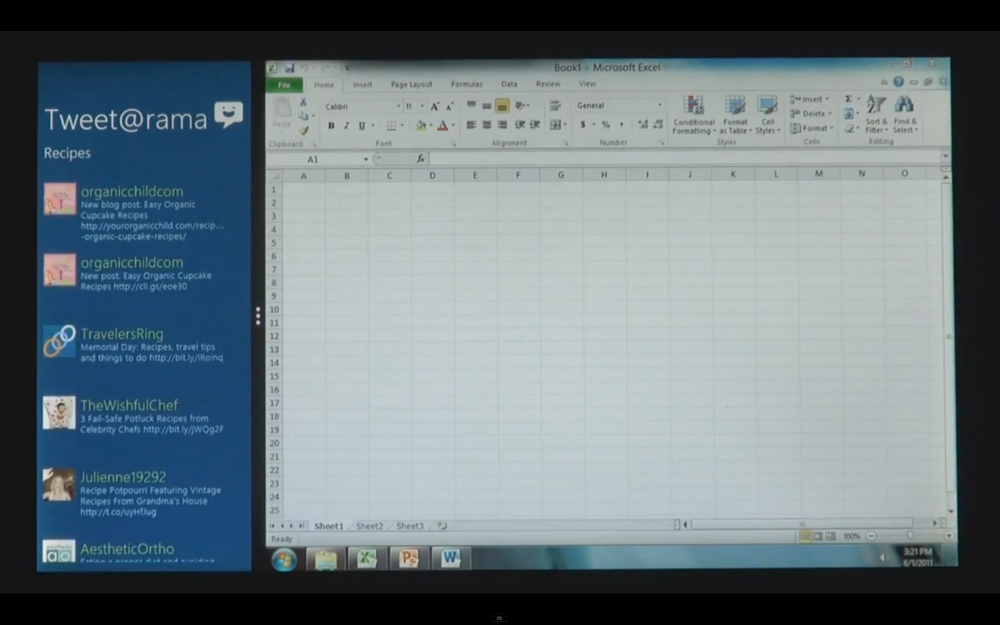 Tweet@rama
Recipes
organicchildcom
New blog post: Easy Organic
Cupcake Recipes
http://yourorganicchild.com/recip...
-organic-cupcake-recipes/
organicchildcom
New post: Easy Organic Cupcake
Recipes http://cli.gs/eoe30
TravelersRing
Memorial Day: Recipes, travel tips
and things to do http://bit.ly/lRoinq
TheWishfulChef
3 Fail-Safe Potluck Recipes from
Celebrity Chefs http://bit.ly/jWQg2F
Julienne19292
Recipe Potpourri Featuring Vintage
Recipes From Grandma's House
http://t.co/uyHfJug
ao
AestheticOrtho
Eating a proper diet and avoiding
Book1 - Microsoft Excel
File Home Insert Page Layout Formulas Data Review View
Paste
Clipboard
Calibri 11
B I U
Font
Alignment
General
$ % ,
Number
Conditional Formatting
Format as Table
Cell Styles
Styles
Insert
Delete
Format
Cells
Σ
Sort & Filter
Find & Select
Editing
A1 fx
A B C D E F G H I J K L M N O
1
2
3
4
5
6
7
8
9
10
11
12
13
14
15
16
17
18
19
20
21
22
23
24
25
Sheet1 Sheet2 Sheet3
Ready 100%
3:21 PM
6/1/2011